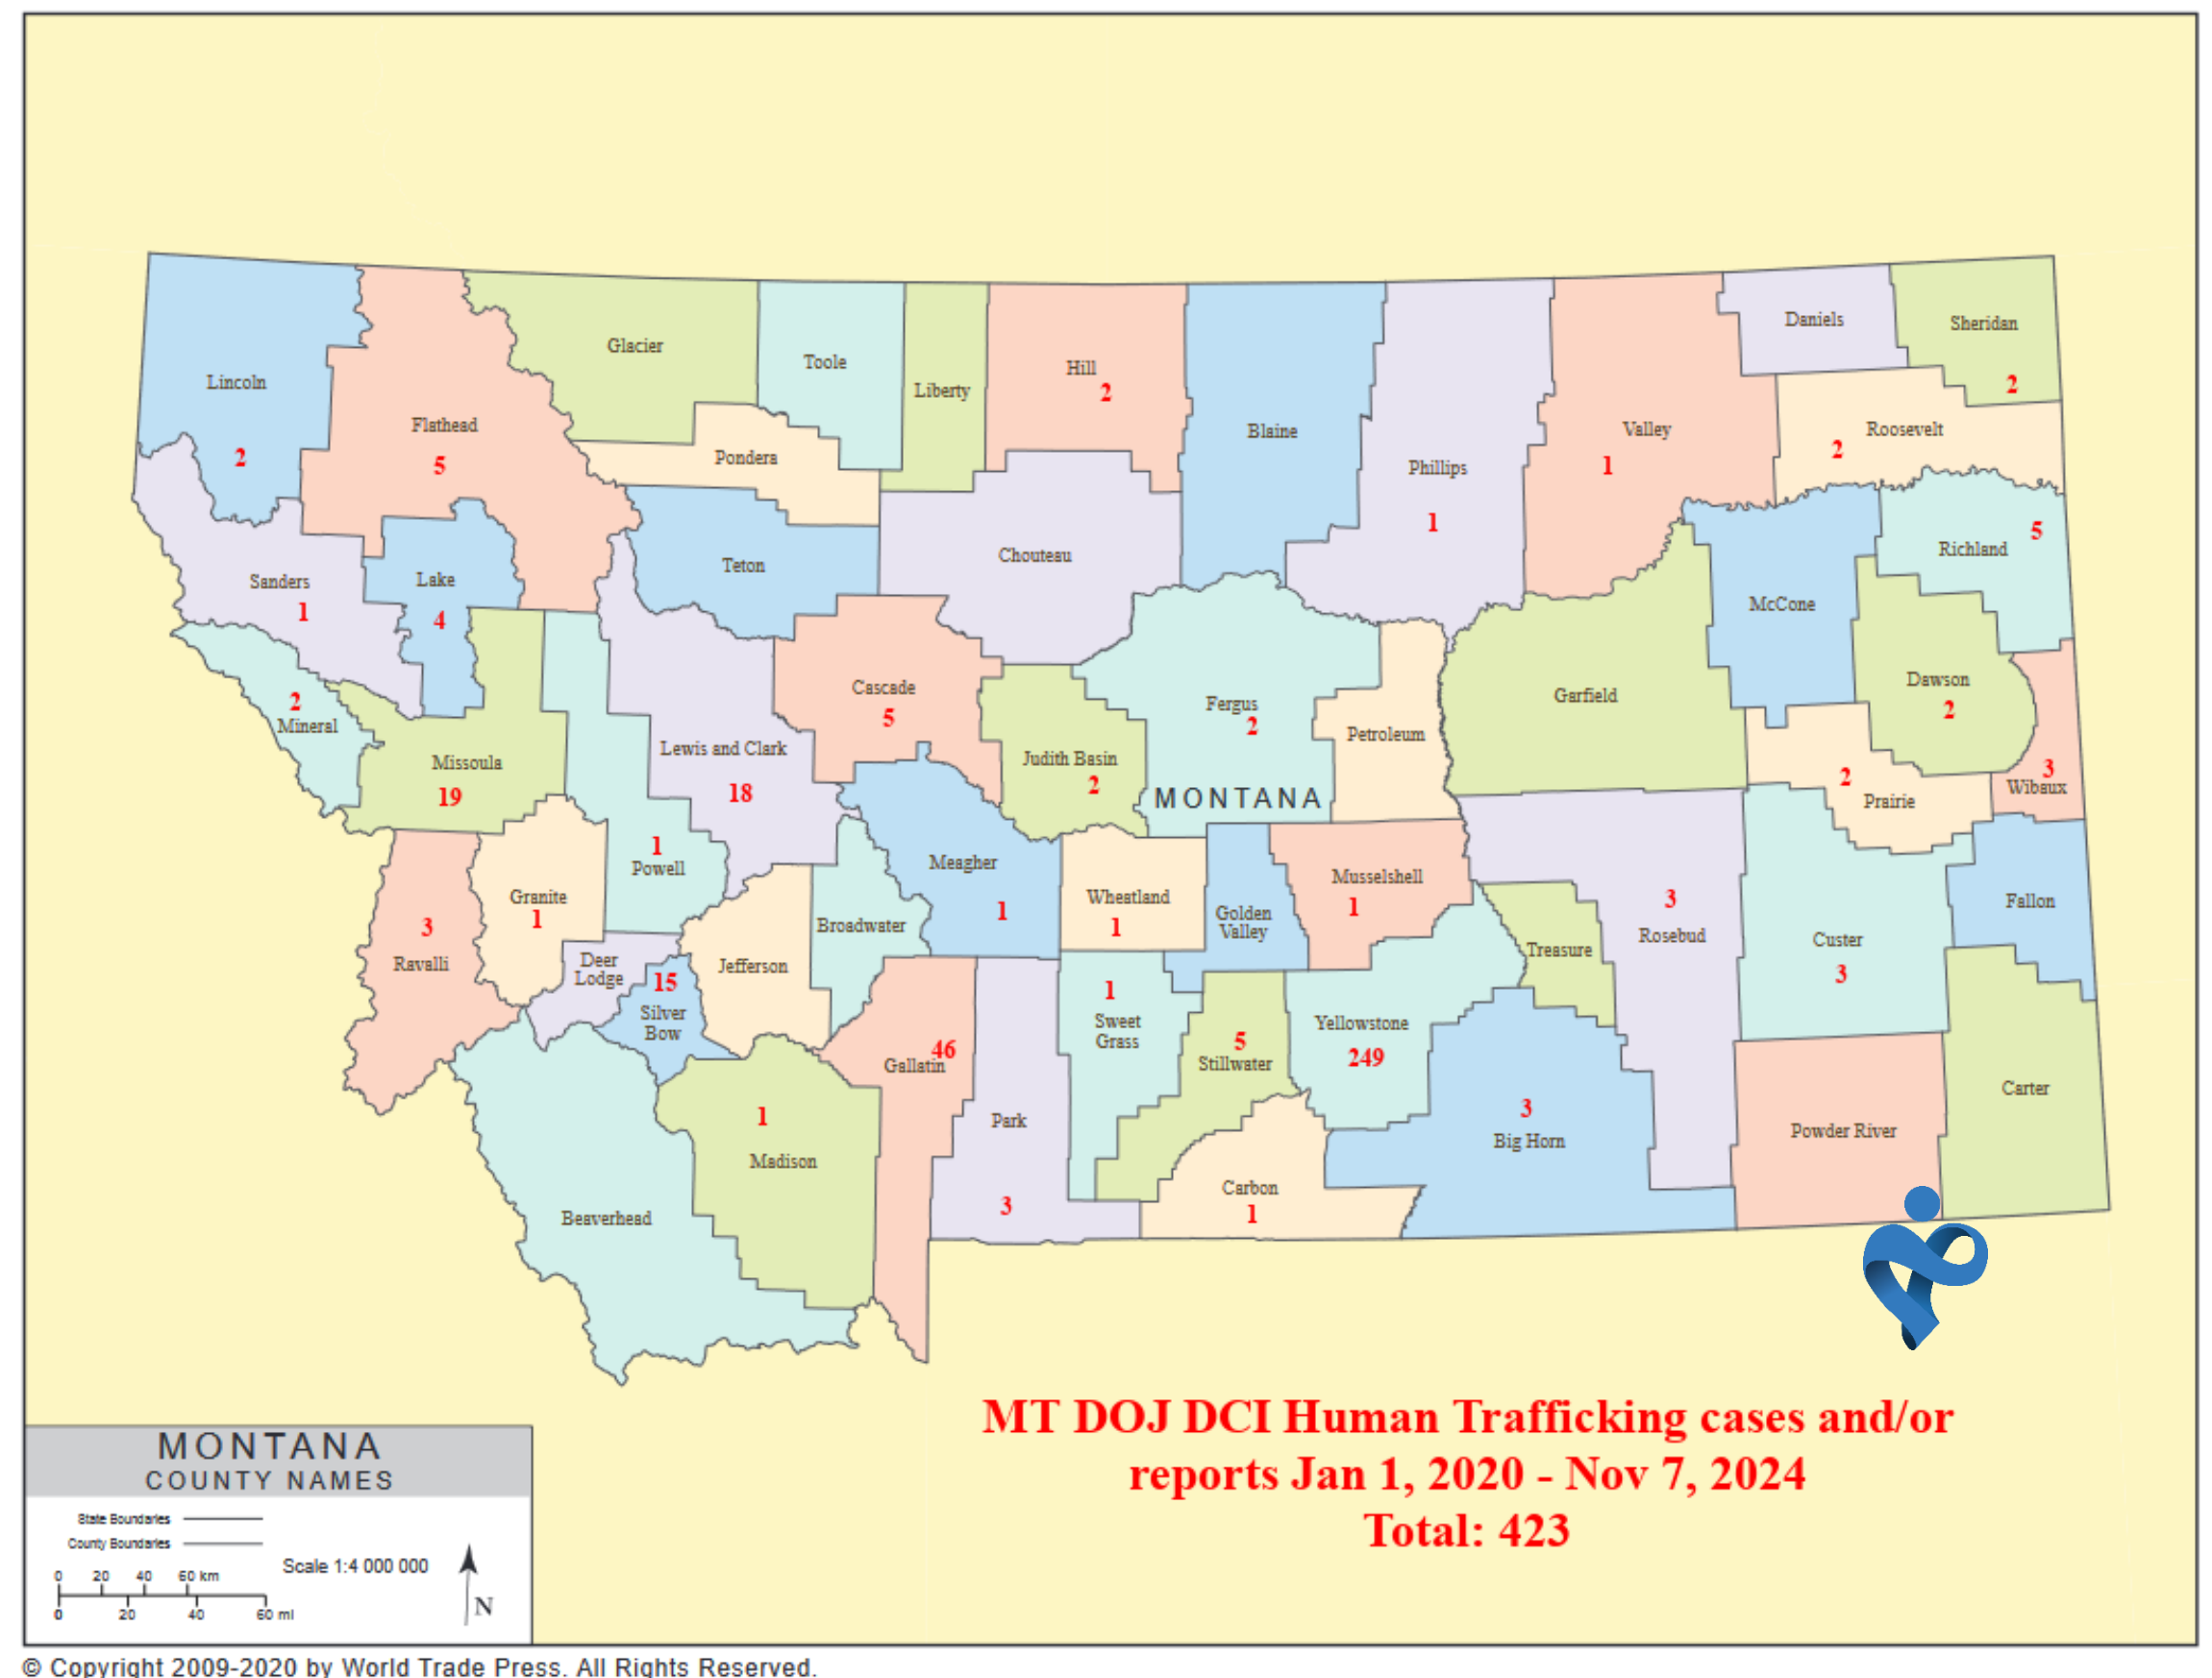 Lincoln
2
Flathead
5
Glacier
Toole
Liberty
Hill
2
Blaine
Phillips
1
Valley
1
Daniels
Sheridan
2
Roosevelt
2
Pondera
Teton
Chouteau
Richland
5
Sanders
1
Lake
4
McCone
Dawson
2
2
Mineral
Missoula
19
Lewis and Clark
18
Cascade
5
Judith Basin
2
Fergus
2
MONTANA
Petroleum
Garfield
2
Prairie
3
Wibaux
1
Powell
Granite
1
3
Ravalli
Deer
Lodge
15
Silver
Bow
Jefferson
Broadwater
Meagher
1
Wheatland
1
Golden
Valley
Musselshell
1
Treasure
3
Rosebud
Custer
3
Fallon
46
Gallatin
Park
3
1
Sweet
Grass
5
Stillwater
Yellowstone
249
3
Big Horn
Powder River
Carter
Beaverhead
1
Madison
Carbon
1
MT DOJ DCI Human Trafficking cases and/or
reports Jan 1, 2020 - Nov 7, 2024
Total: 423
MONTANA
COUNTY NAMES
State Boundaries
County Boundaries
Scale 1:4 000 000
0 20 40 60 km
0 20 40 60 mi
N
© Copyright 2009-2020 by World Trade Press. All Rights Reserved.